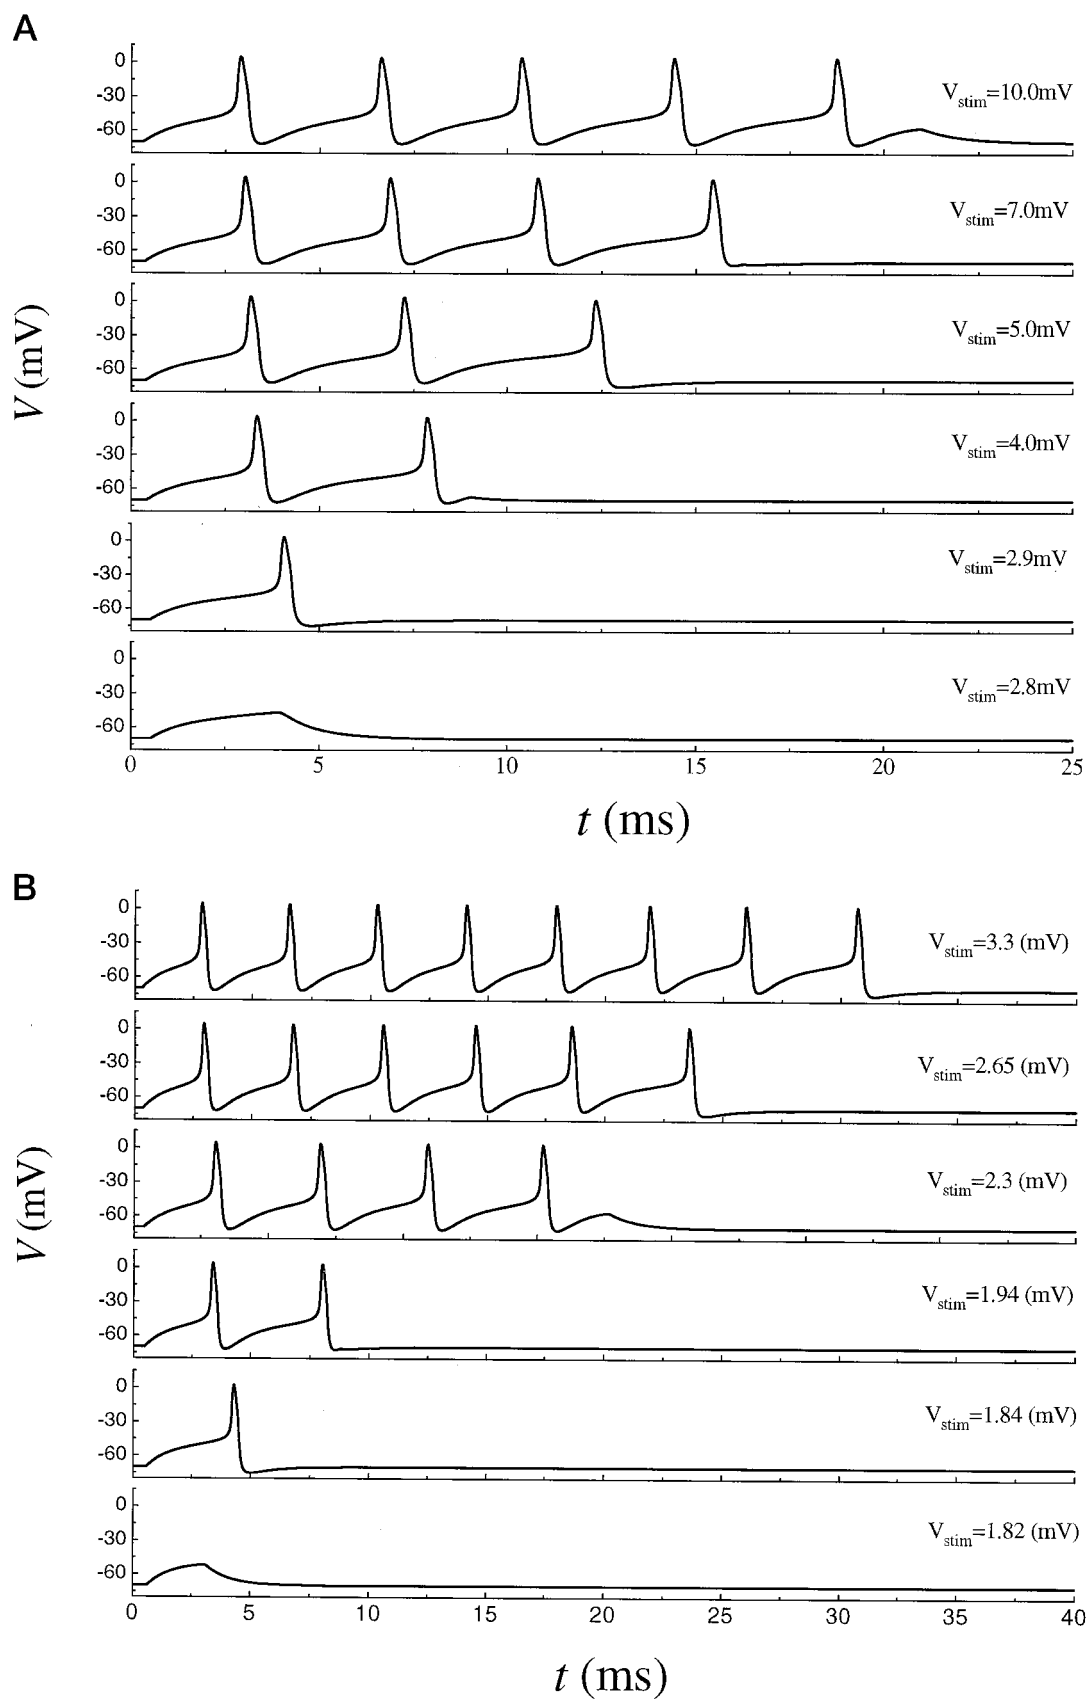 A
0
-30
-60
V_stim=10.0mV
0
-30
-60
V_stim=7.0mV
0
-30
-60
V_stim=5.0mV
V (mV)
0
-30
-60
V_stim=4.0mV
0
-30
-60
V_stim=2.9mV
0
-30
-60
V_stim=2.8mV
0 5 10 15 20 25
t (ms)
B
0
-30
-60
V_stim=3.3 (mV)
0
-30
-60
V_stim=2.65 (mV)
0
-30
-60
V_stim=2.3 (mV)
V (mV)
0
-30
-60
V_stim=1.94 (mV)
0
-30
-60
V_stim=1.84 (mV)
0
-30
-60
V_stim=1.82 (mV)
0 5 10 15 20 25 30 35 40
t (ms)